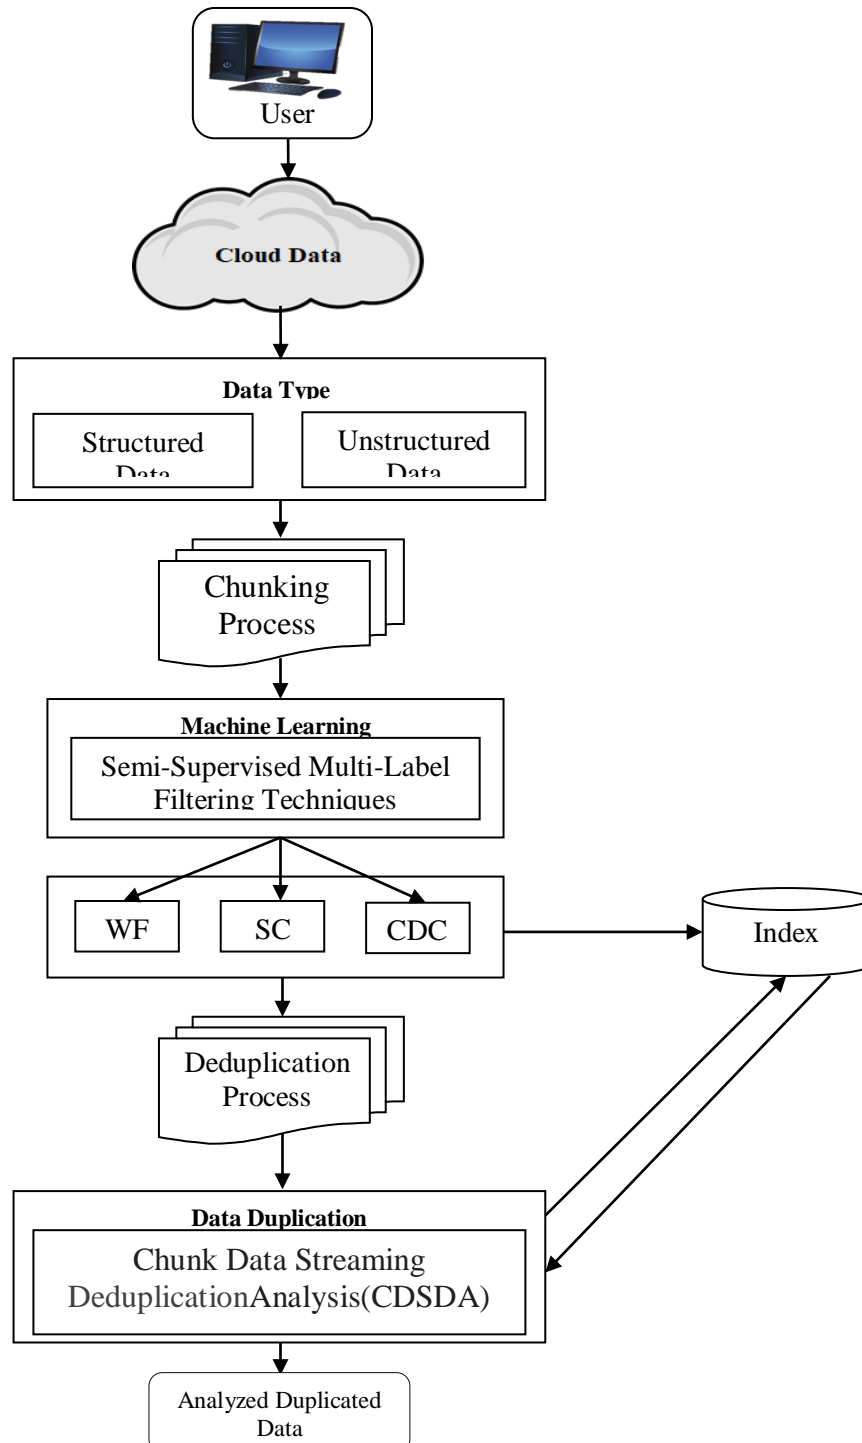 User
Cloud Data
Data Type
Structured
Data
Unstructured
Data
Chunking
Process
Machine Learning
Semi-Supervised Multi-Label
Filtering Techniques
WF
SC
CDC
Index
Deduplication
Process
Data Duplication
Chunk Data Streaming
DeduplicationAnalysis(CDSDA)
Analyzed Duplicated
Data